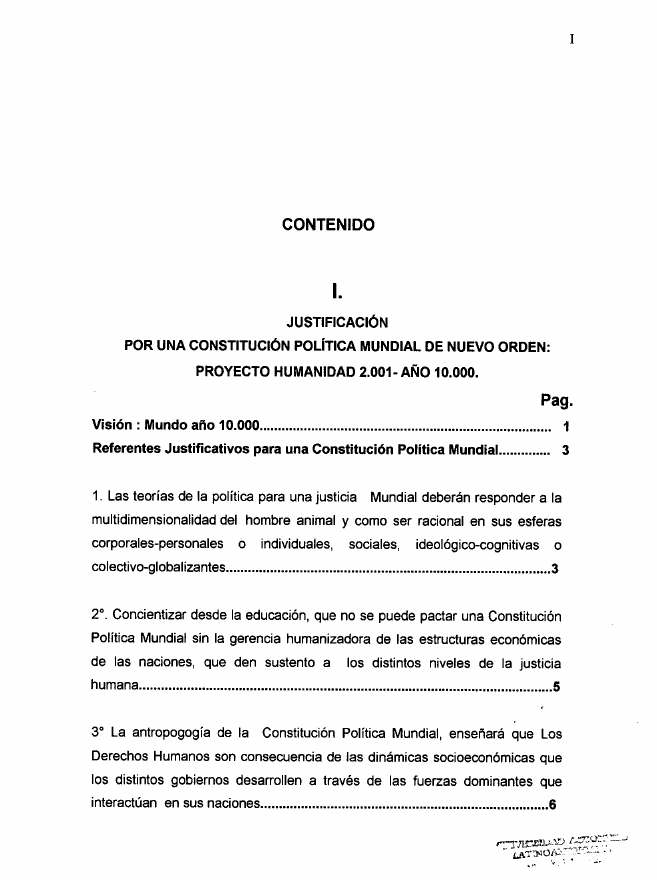 I
CONTENIDO
I.
JUSTIFICACIÓN
POR UNA CONSTITUCIÓN POLÍTICA MUNDIAL DE NUEVO ORDEN:
PROYECTO HUMANIDAD 2.001- AÑO 10.000.
Pag.
Visión : Mundo año 10.000............................................................................... 1
Referentes Justificativos para una Constitución Política Mundial.............. 3
1. Las teorías de la política para una justicia Mundial deberán responder a la
multidimensionalidad del hombre animal y como ser racional en sus esferas
corporales-personales o individuales, sociales, ideológico-cognitivas o
colectivo-globalizantes........................................................................................3
2°. Concientizar desde la educación, que no se puede pactar una Constitución
Política Mundial sin la gerencia humanizadora de las estructuras económicas
de las naciones, que den sustento a los distintos niveles de la justicia
humana................................................................................................................5
3° La antropogogía de la Constitución Política Mundial, enseñará que Los
Derechos Humanos son consecuencia de las dinámicas socioeconómicas que
los distintos gobiernos desarrollen a través de las fuerzas dominantes que
interactúan en sus naciones..............................................................................6